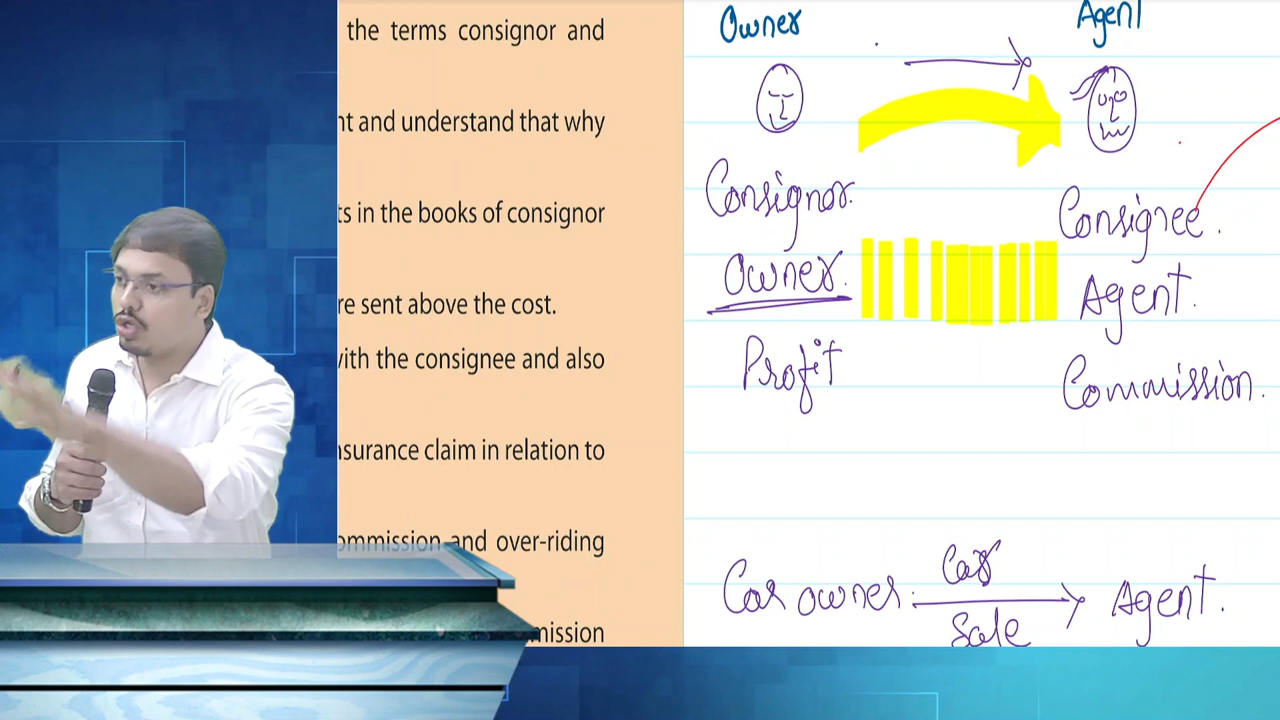 the terms consignor and
nt and understand that why
ts in the books of consignor
re sent above the cost.
with the consignee and also
nsurance claim in relation to
ommission and over-riding
mission
Owner Agent
Consignor. Consignee.
Owner. Agent.
Profit Commission.
Car owner. Car Sale Agent.